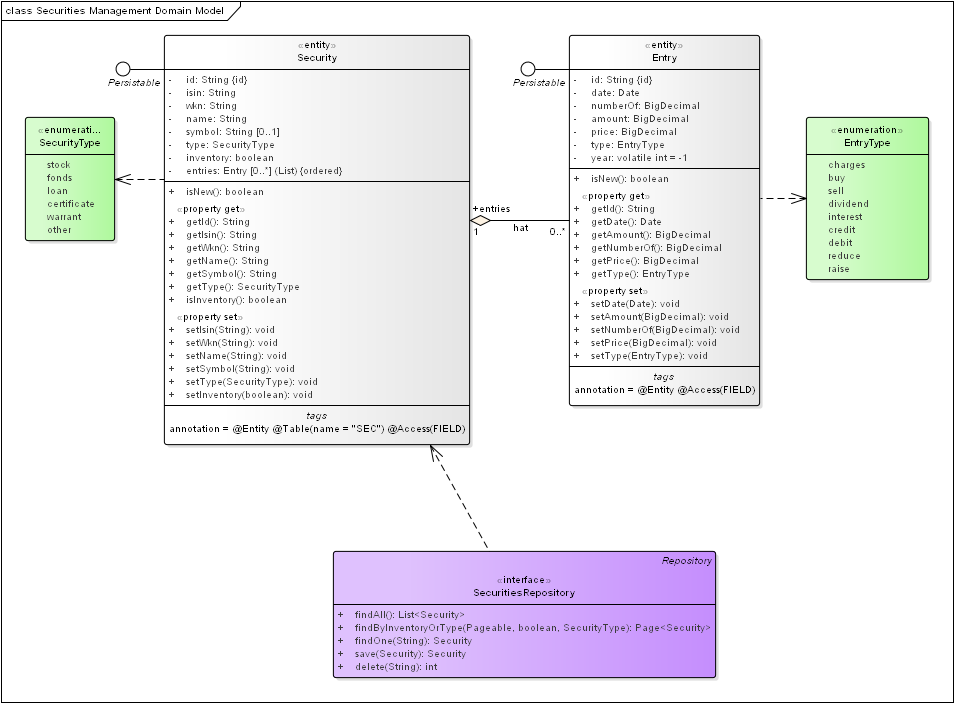 class Securities Management Domain Model
«entity»
Security
Persistable
- id: String {id}
- isin: String
- wkn: String
- name: String
- symbol: String [0..1]
- type: SecurityType
- inventory: boolean
- entries: Entry [0..*] (List) {ordered}
+ isNew(): boolean
«property get»
+ getId(): String
+ getIsin(): String
+ getWkn(): String
+ getName(): String
+ getSymbol(): String
+ getType(): SecurityType
+ isInventory(): boolean
«property set»
+ setIsin(String): void
+ setWkn(String): void
+ setName(String): void
+ setSymbol(String): void
+ setType(SecurityType): void
+ setInventory(boolean): void
tags
annotation = @Entity @Table(name = "SEC") @Access(FIELD)
«enumerati...
SecurityType
stock
fonds
loan
certificate
warrant
other
+entries
1
hat
0..*
«entity»
Entry
Persistable
- id: String {id}
- date: Date
- numberOf: BigDecimal
- amount: BigDecimal
- price: BigDecimal
- type: EntryType
- year: volatile int = -1
+ isNew(): boolean
«property get»
+ getId(): String
+ getDate(): Date
+ getAmount(): BigDecimal
+ getNumberOf(): BigDecimal
+ getPrice(): BigDecimal
+ getType(): EntryType
«property set»
+ setDate(Date): void
+ setAmount(BigDecimal): void
+ setNumberOf(BigDecimal): void
+ setPrice(BigDecimal): void
+ setType(EntryType): void
tags
annotation = @Entity @Access(FIELD)
«enumeration»
EntryType
charges
buy
sell
dividend
interest
credit
debit
reduce
raise
Repository
«interface»
SecuritiesRepository
+ findAll(): List<Security>
+ findByInventoryOrType(Pageable, boolean, SecurityType): Page<Security>
+ findOne(String): Security
+ save(Security): Security
+ delete(String): int